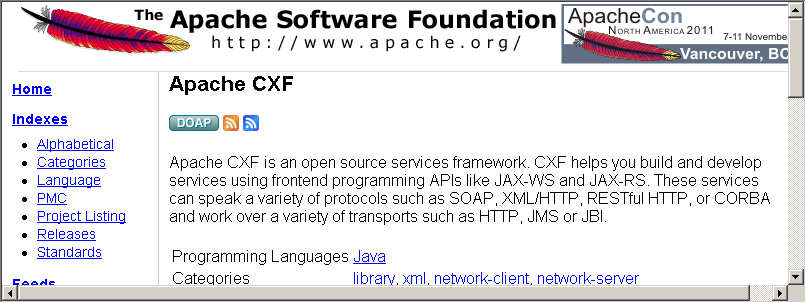 The Apache Software Foundation
http://www.apache.org/
ApacheCon
NORTH AMERICA 2011
7-11 Novembe
Vancouver, BC
Home
Indexes
Alphabetical
Categories
Language
PMC
Project Listing
Releases
Standards
Feeds
Apache CXF
DOAP
Apache CXF is an open source services framework. CXF helps you build and develop
services using frontend programming APIs like JAX-WS and JAX-RS. These services
can speak a variety of protocols such as SOAP, XML/HTTP, RESTful HTTP, or CORBA
and work over a variety of transports such as HTTP, JMS or JBI.
Programming Languages Java
Categories library, xml, network-client, network-server